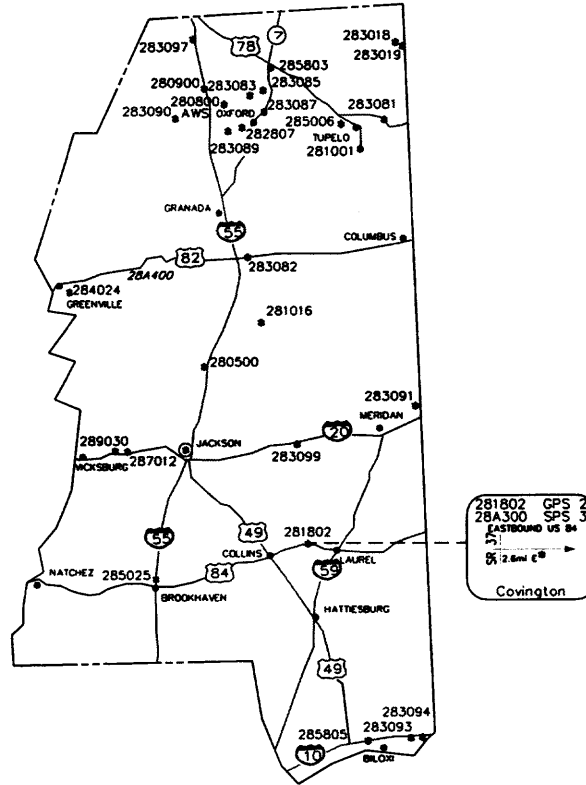 7
283097
78
283018
283019
285803
280900
283083
283085
280800
283087
283081
283090
AWS
OXFORD
285006
282807
TUPELO
283089
281001
GRANADA
55
COLUMBUS
82
283082
28A400
284024
GREENVILLE
281016
280500
283091
MERIDAN
20
JACKSON
289030
VICKSBURG
287012
283099
281802 GPS 2
28A300 SPS 3
EASTBOUND US 84
SR 37
2.6mi E
Covington
49
281802
55
COLLINS
LAUREL
84
59
NATCHEZ
285025
BROOKHAVEN
HATTIESBURG
49
283094
285805
283093
10
BILOXI